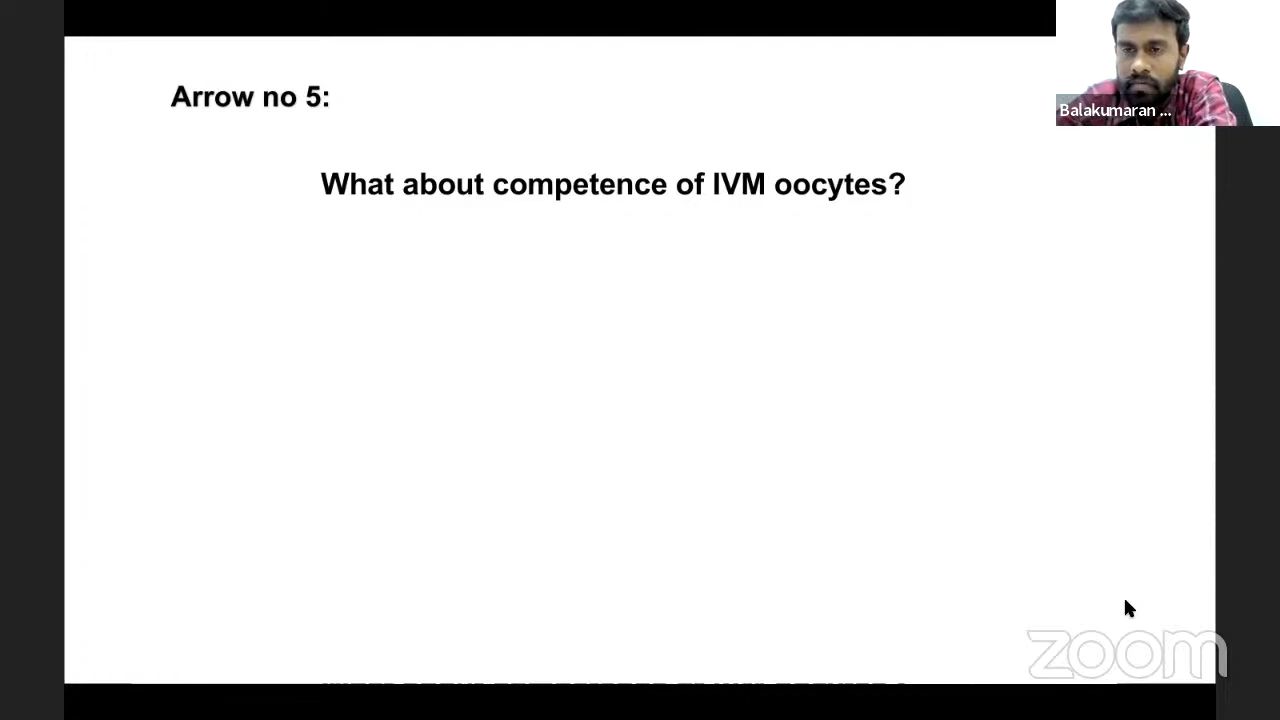 Arrow no 5:
What about competence of IVM oocytes?
Balakumaran ...
zoom